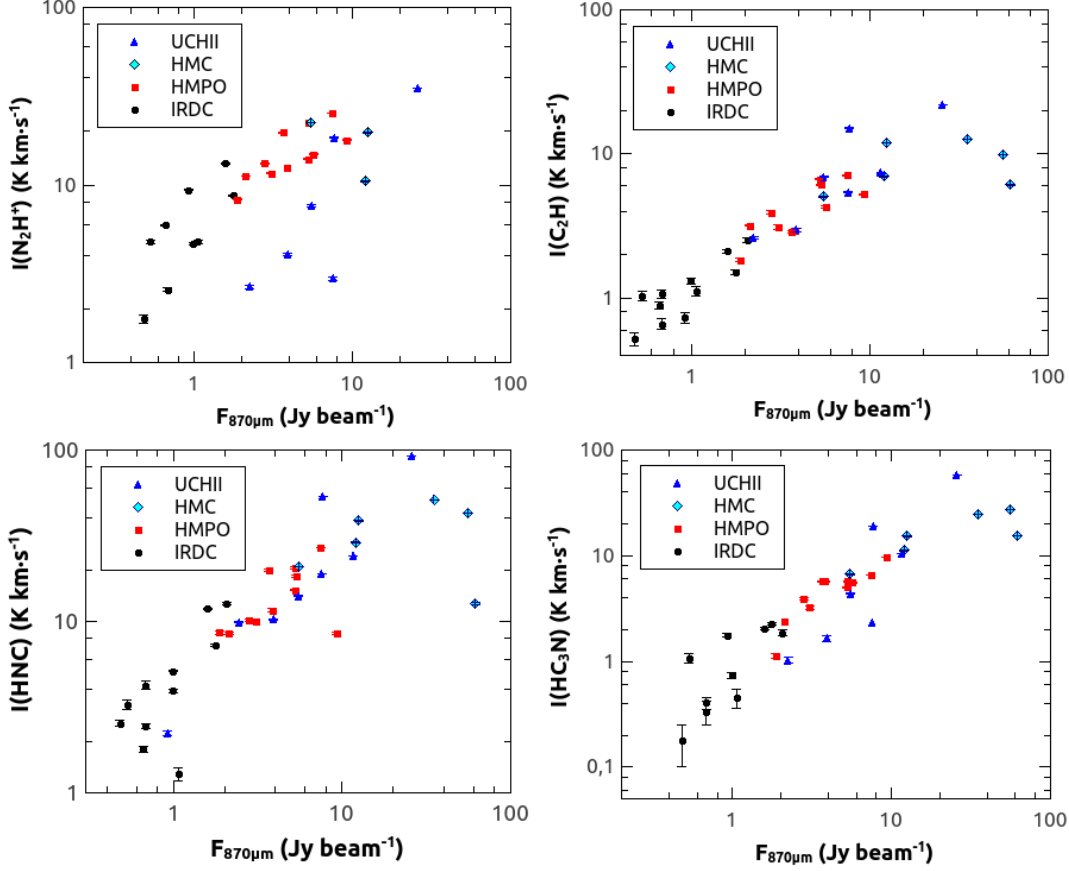 100
10
1
I(N₂H⁺) (K km·s⁻¹)
UCHII
HMC
HMPO
IRDC
1 10 100
F₈₇₀μm (Jy beam⁻¹)
100
10
1
I(C₂H) (K km·s⁻¹)
UCHII
HMC
HMPO
IRDC
1 10 100
F₈₇₀μm (Jy beam⁻¹)
100
10
1
I(HNC) (K km·s⁻¹)
UCHII
HMC
HMPO
IRDC
1 10 100
F₈₇₀μm (Jy beam⁻¹)
100
10
1
0,1
I(HC₃N) (K km·s⁻¹)
UCHII
HMC
HMPO
IRDC
1 10 100
F₈₇₀μm (Jy beam⁻¹)